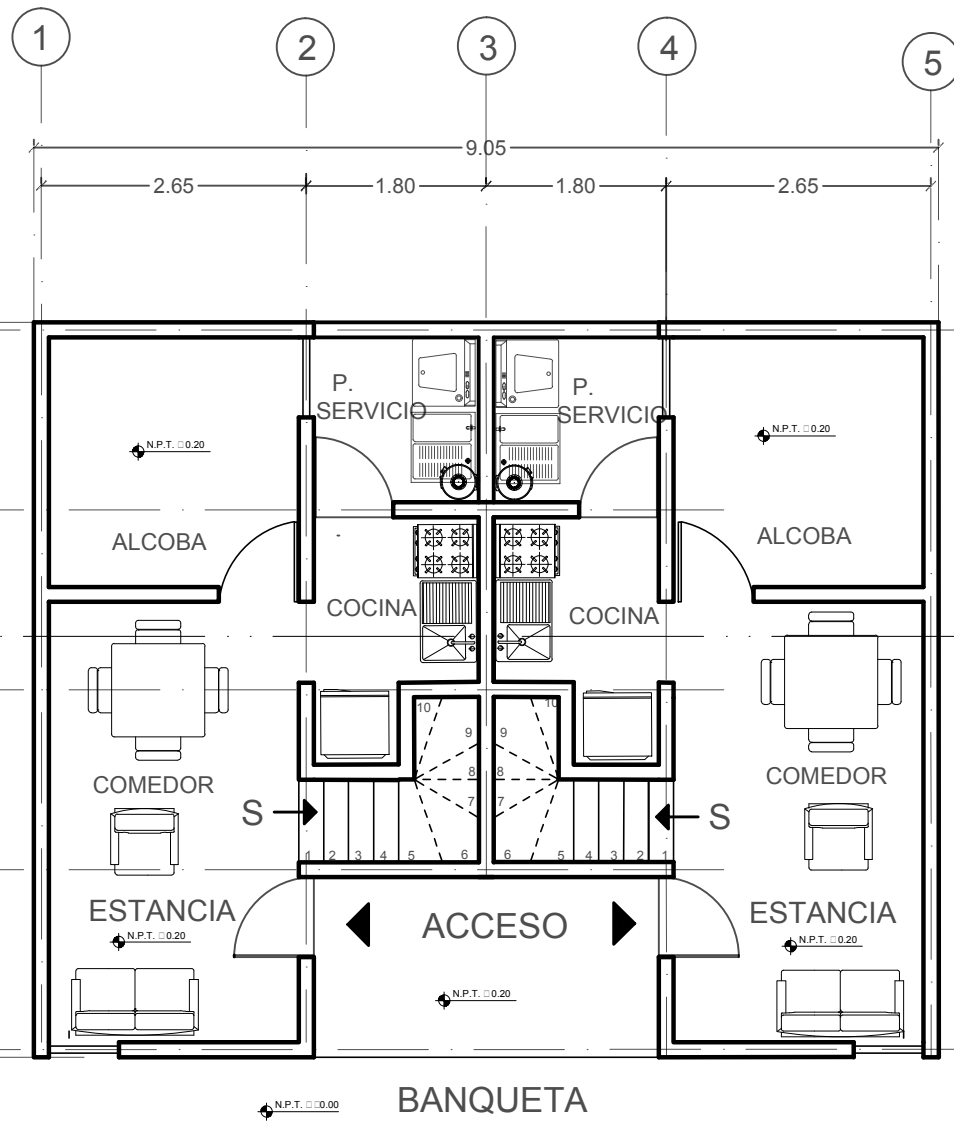 1 2 3 4 5
9.05
2.65 1.80 1.80 2.65
P.
SERVICIO
P.
SERVICIO
N.P.T. □0.20
N.P.T. □0.20
ALCOBA
ALCOBA
COCINA
COCINA
10
10
9 9
8 8
7 7
COMEDOR
COMEDOR
S
S
1 2 3 4 5 6
6 5 4 3 2 1
ESTANCIA
ACCESO
ESTANCIA
N.P.T. □0.20
N.P.T. □0.20
N.P.T. □0.20
N.P.T. □□0.00
BANQUETA